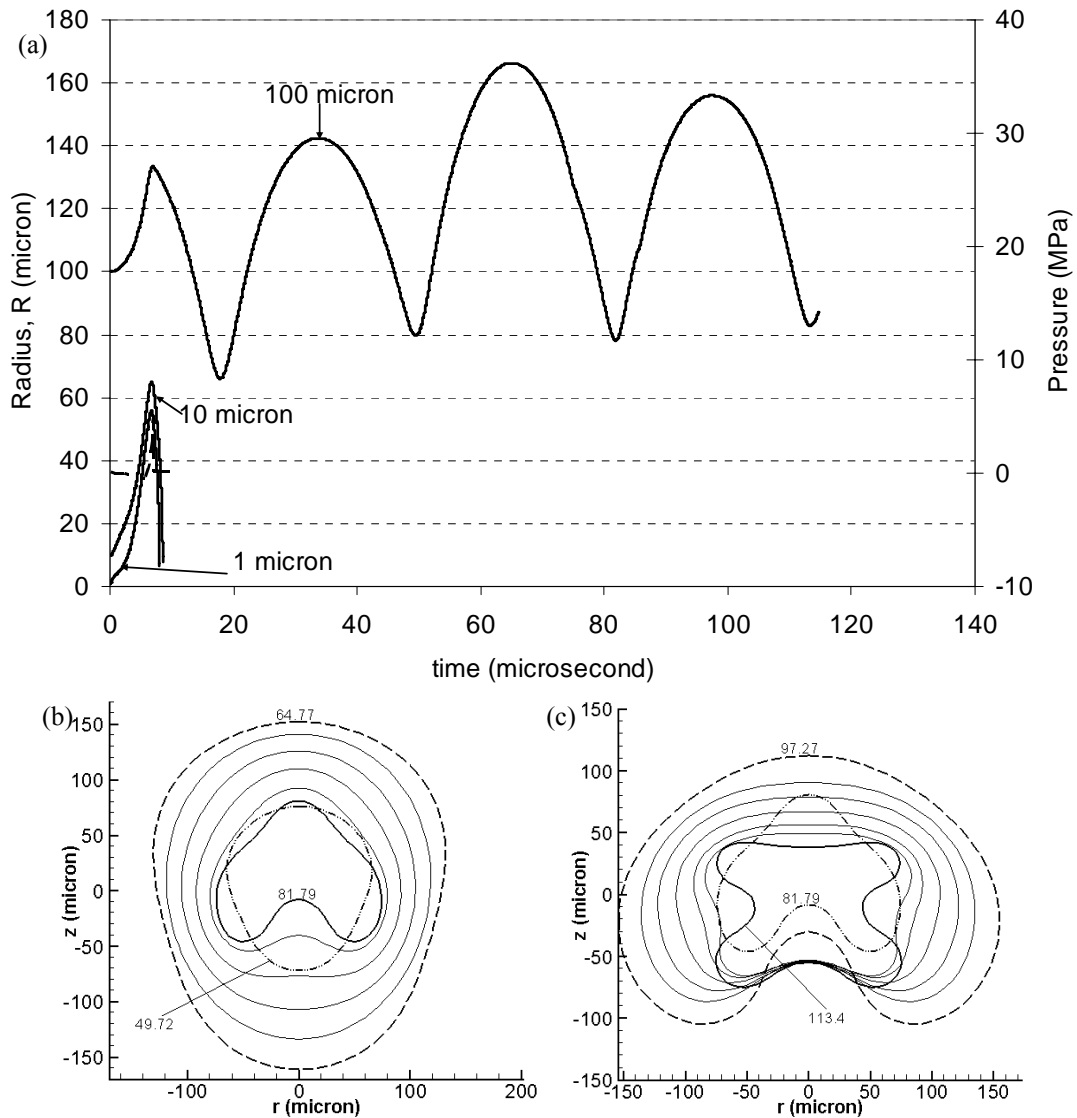 (a)
180
160
140
120
100
80
60
40
20
0
Radius, R (micron)
40
30
20
10
0
-10
Pressure (MPa)
100 micron
10 micron
1 micron
0 20 40 60 80 100 120 140
time (microsecond)
(b)
150
100
50
0
-50
-100
-150
z (micron)
64.77
81.79
49.72
-100 0 100 200
r (micron)
(c)
150
100
50
0
-50
-100
-150
z (micron)
97.27
81.79
113.4
-150 -100 -50 0 50 100 150
r (micron)